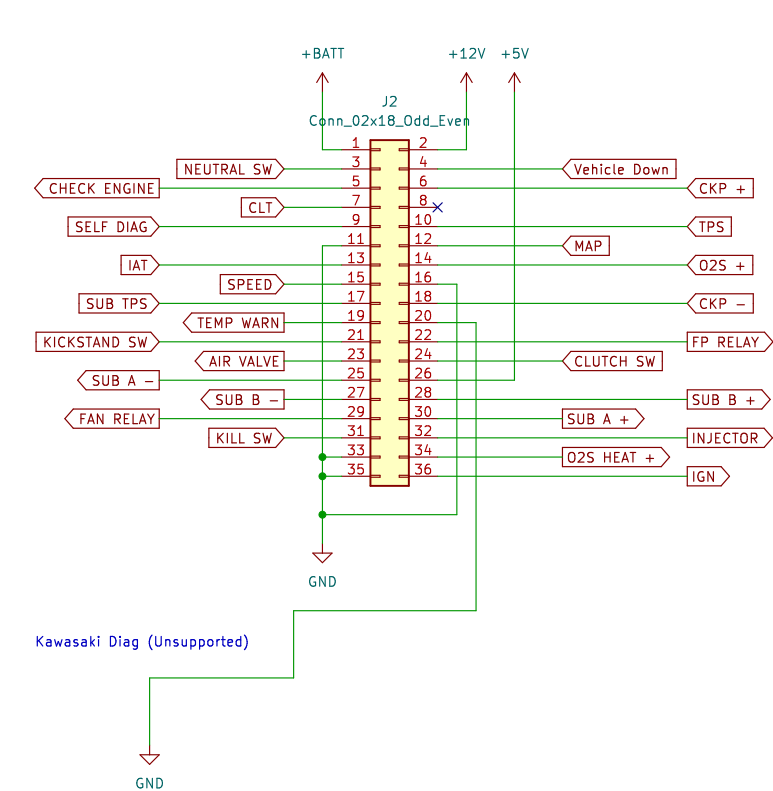 +BATT +12V +5V
J2
Conn_02x18_Odd_Even
1 2
NEUTRAL SW 3 4 Vehicle Down
CHECK ENGINE 5 6 CKP +
CLT 7 8
SELF DIAG 9 10 TPS
11 12 MAP
IAT 13 14 O2S +
SPEED 15 16
SUB TPS 17 18 CKP -
TEMP WARN 19 20
KICKSTAND SW 21 22 FP RELAY
AIR VALVE 23 24 CLUTCH SW
SUB A - 25 26
SUB B - 27 28 SUB B +
FAN RELAY 29 30 SUB A +
KILL SW 31 32 INJECTOR
33 34 O2S HEAT +
35 36 IGN
GND
Kawasaki Diag (Unsupported)
GND